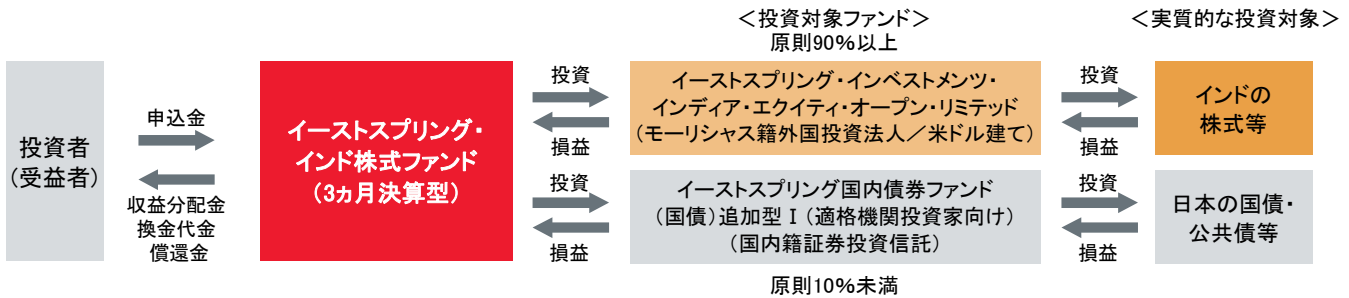 ＜投資対象ファンド＞
原則90％以上
＜実質的な投資対象＞
投資者
（受益者）
申込金
収益分配金
換金代金
償還金
イーストスプリング・
インド株式ファンド
（3ヵ月決算型）
投資
損益
イーストスプリング・インベストメンツ・
インディア・エクイティ・オープン・リミテッド
（モーリシャス籍外国投資法人／米ドル建て）
投資
損益
インドの
株式等
投資
損益
イーストスプリング国内債券ファンド
（国債）追加型Ⅰ（適格機関投資家向け）
（国内籍証券投資信託）
投資
損益
日本の国債・
公共債等
原則10％未満